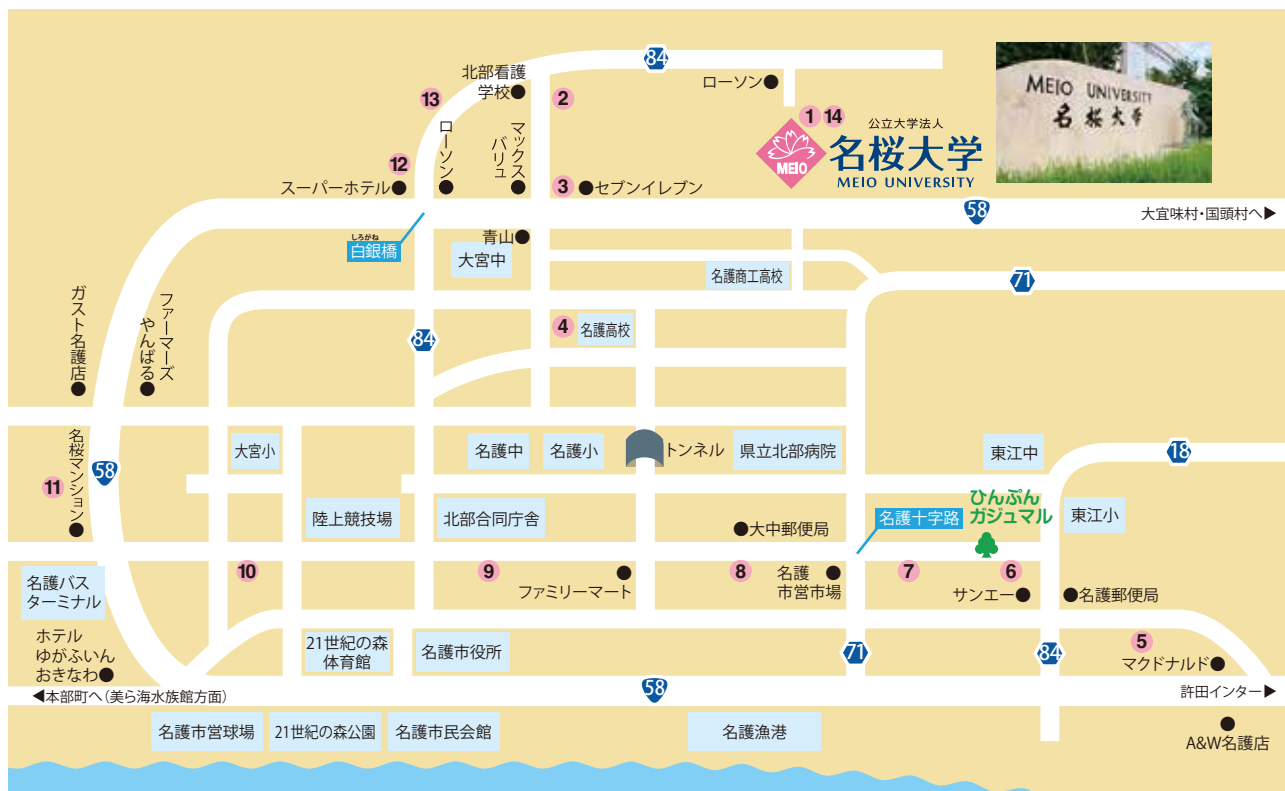 84
北部看護
学校
2
13
ローソン
MEIO UNIVERSITY
名桜大学
1
14
公立大学法人
名桜大学
MEIO UNIVERSITY
MEIO
ローソン
マックス
バリュ
12
スーパーホテル
3
セブンイレブン
58
大宜味村・国頭村へ▶
しろがね
白銀橋
青山
大宮中
名護商工高校
71
ガスト名護店
ファーマーズ
やんばる
84
4
名護高校
名桜マンション
11
58
大宮小
名護中
名護小
トンネル
県立北部病院
東江中
18
陸上競技場
北部合同庁舎
大中郵便局
名護十字路
ひんぷん
ガジュマル
東江小
名護バス
ターミナル
10
9
ファミリーマート
8
名護
市営市場
7
6
サンエー
名護郵便局
ホテル
ゆがふいん
おきなわ
21世紀の森
体育館
名護市役所
71
84
5
マクドナルド
◀本部町へ(美ら海水族館方面)
58
許田インター▶
名護市営球場
21世紀の森公園
名護市民会館
名護漁港
A&W名護店